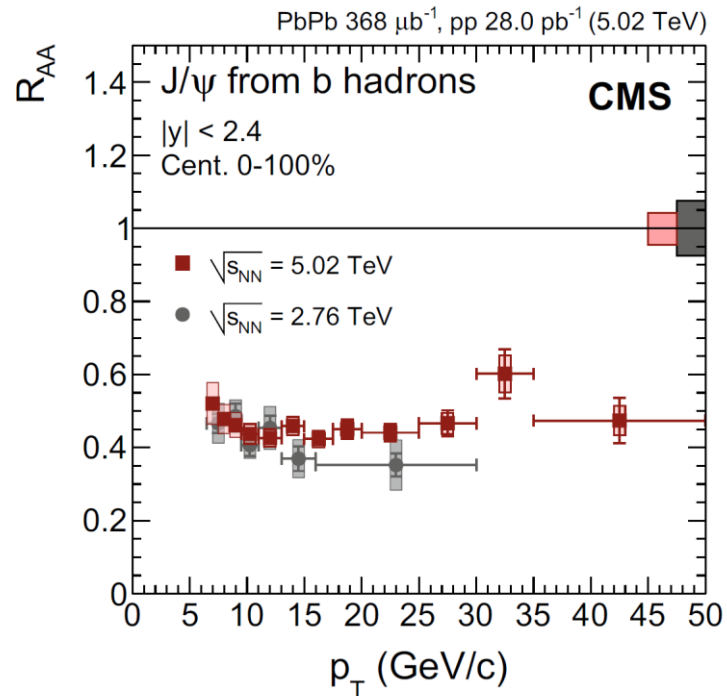 PbPb 368 μb⁻¹, pp 28.0 pb⁻¹ (5.02 TeV)
R_AA
J/ψ from b hadrons
CMS
|y| < 2.4
Cent. 0-100%
√s_NN = 5.02 TeV
√s_NN = 2.76 TeV
1.4
1.2
1
0.8
0.6
0.4
0.2
0
0 5 10 15 20 25 30 35 40 45 50
p_T (GeV/c)